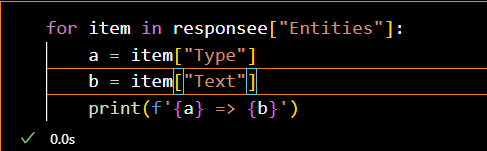 for item in responsee["Entities"]:
    a = item["Type"]
    b = item["Text"]
    print(f'{a} => {b}')
✓ 0.0s